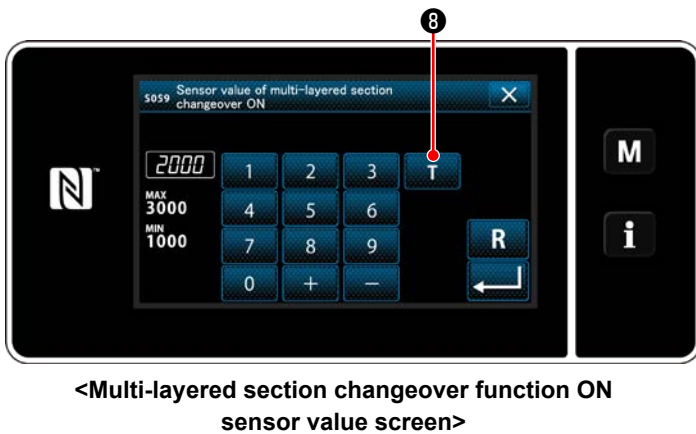 8
S059 Sensor value of multi-layered section
changeover ON
X
2000
1 2 3 T
MAX
3000
4 5 6
MIN
1000
7 8 9 R
0 + −
N™
M
i
<Multi-layered section changeover function ON
sensor value screen>